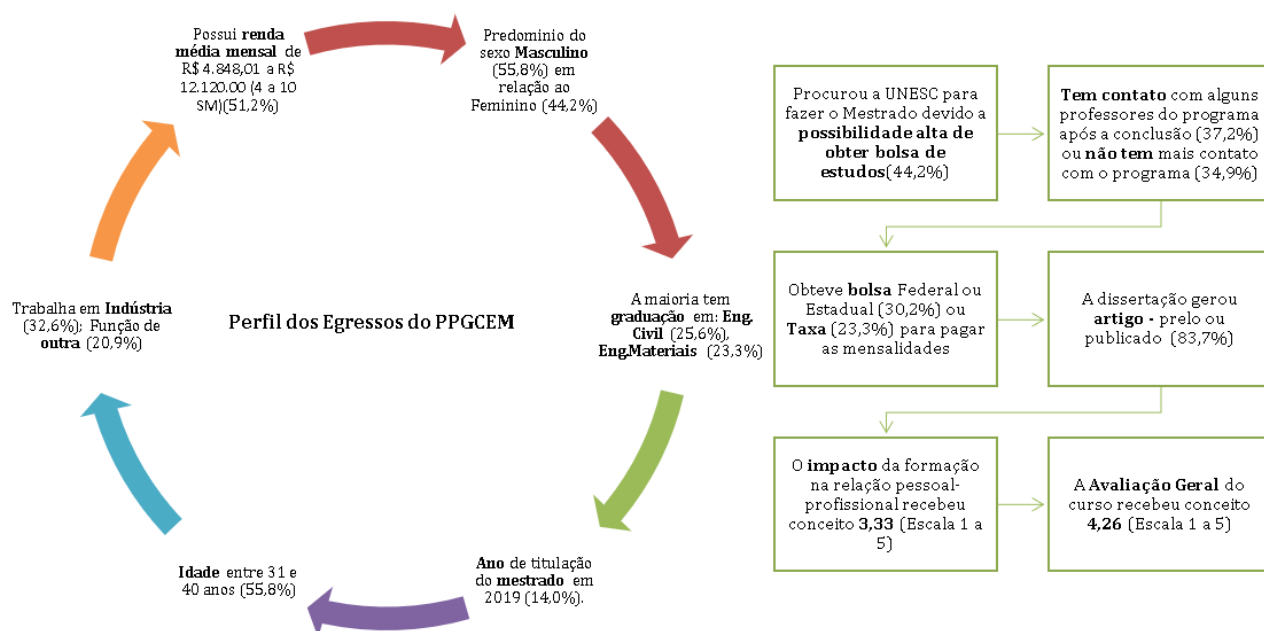 Possui renda
média mensal de
R$ 4.848,01 a R$
12.120.00 (4 a 10
SM)(51,2%)
Predominio do
sexo Masculino
(55,8%) em
relação ao
Feminino (44,2%)
A maioria tem
graduação em: Eng.
Civil (25,6%),
Eng.Materiais (23,3%)
Ano de titulação
do mestrado em
2019 (14,0%).
Idade entre 31 e
40 anos (55,8%)
Trabalha em Indústria
(32,6%); Função de
outra (20,9%)
Perfil dos Egressos do PPGCEM
Procurou a UNESC para
fazer o Mestrado devido a
possibilidade alta de
obter bolsa de
estudos(44,2%)
Tem contato com alguns
professores do programa
após a conclusão (37,2%)
ou não tem mais contato
com o programa (34,9%)
Obteve bolsa Federal ou
Estadual (30,2%) ou
Taxa (23,3%) para pagar
as mensalidades
A dissertação gerou
artigo - prelo ou
publicado (83,7%)
O impacto da formação
na relação pessoal-
profissional recebeu
conceito 3,33 (Escala 1 a
5)
A Avaliação Geral do
curso recebeu conceito
4,26 (Escala 1 a 5)